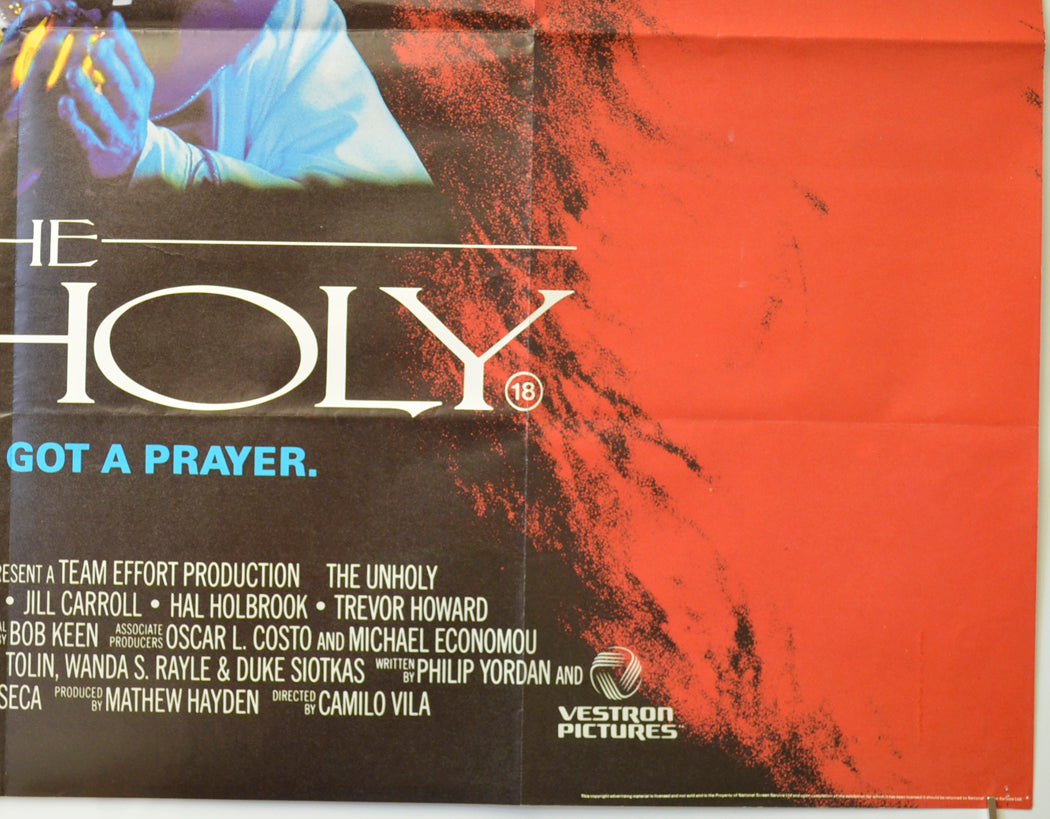 HE
HOLY
18
GOT A PRAYER.
RESENT A TEAM EFFORT PRODUCTION THE UNHOLY
• JILL CARROLL • HAL HOLBROOK • TREVOR HOWARD
BY BOB KEEN ASSOCIATE PRODUCERS OSCAR L. COSTO AND MICHAEL ECONOMOU
TOLIN, WANDA S. RAYLE & DUKE SIOTKAS WRITTEN BY PHILIP YORDAN AND
SECA PRODUCED BY MATHEW HAYDEN DIRECTED BY CAMILO VILA
VESTRON
PICTURES